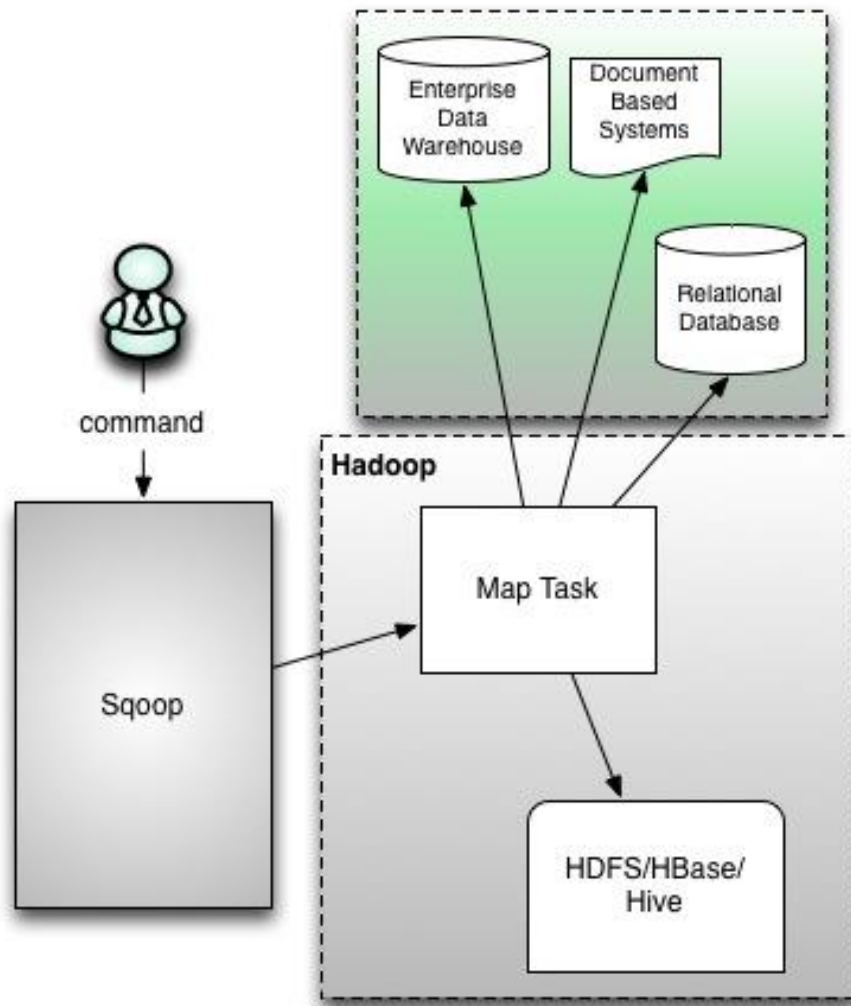 Enterprise
Data
Warehouse
Document
Based
Systems
Relational
Database
command
Hadoop
Map Task
Sqoop
HDFS/HBase/
Hive